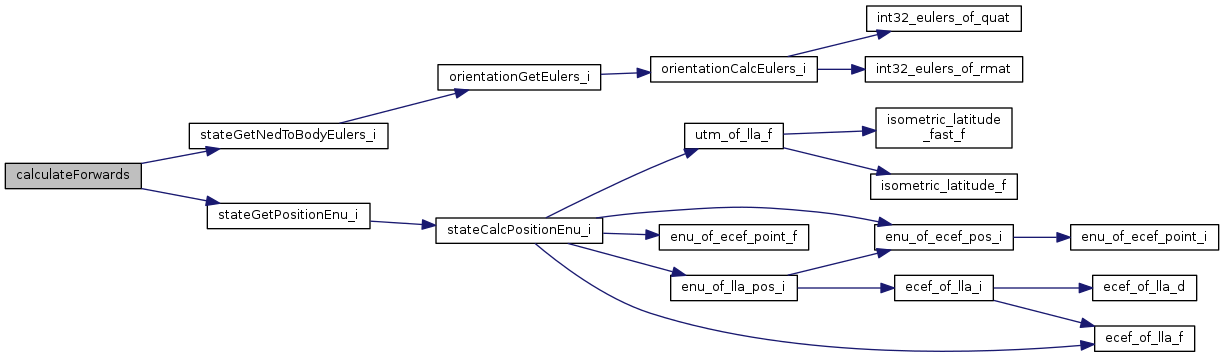 calculateForwards
stateGetNedToBodyEulers_i
orientationGetEulers_i
orientationCalcEulers_i
int32_eulers_of_quat
int32_eulers_of_rmat
stateGetPositionEnu_i
stateCalcPositionEnu_i
utm_of_lla_f
isometric_latitude
_fast_f
isometric_latitude_f
enu_of_ecef_point_f
enu_of_ecef_pos_i
enu_of_ecef_point_i
enu_of_lla_pos_i
ecef_of_lla_i
ecef_of_lla_d
ecef_of_lla_f